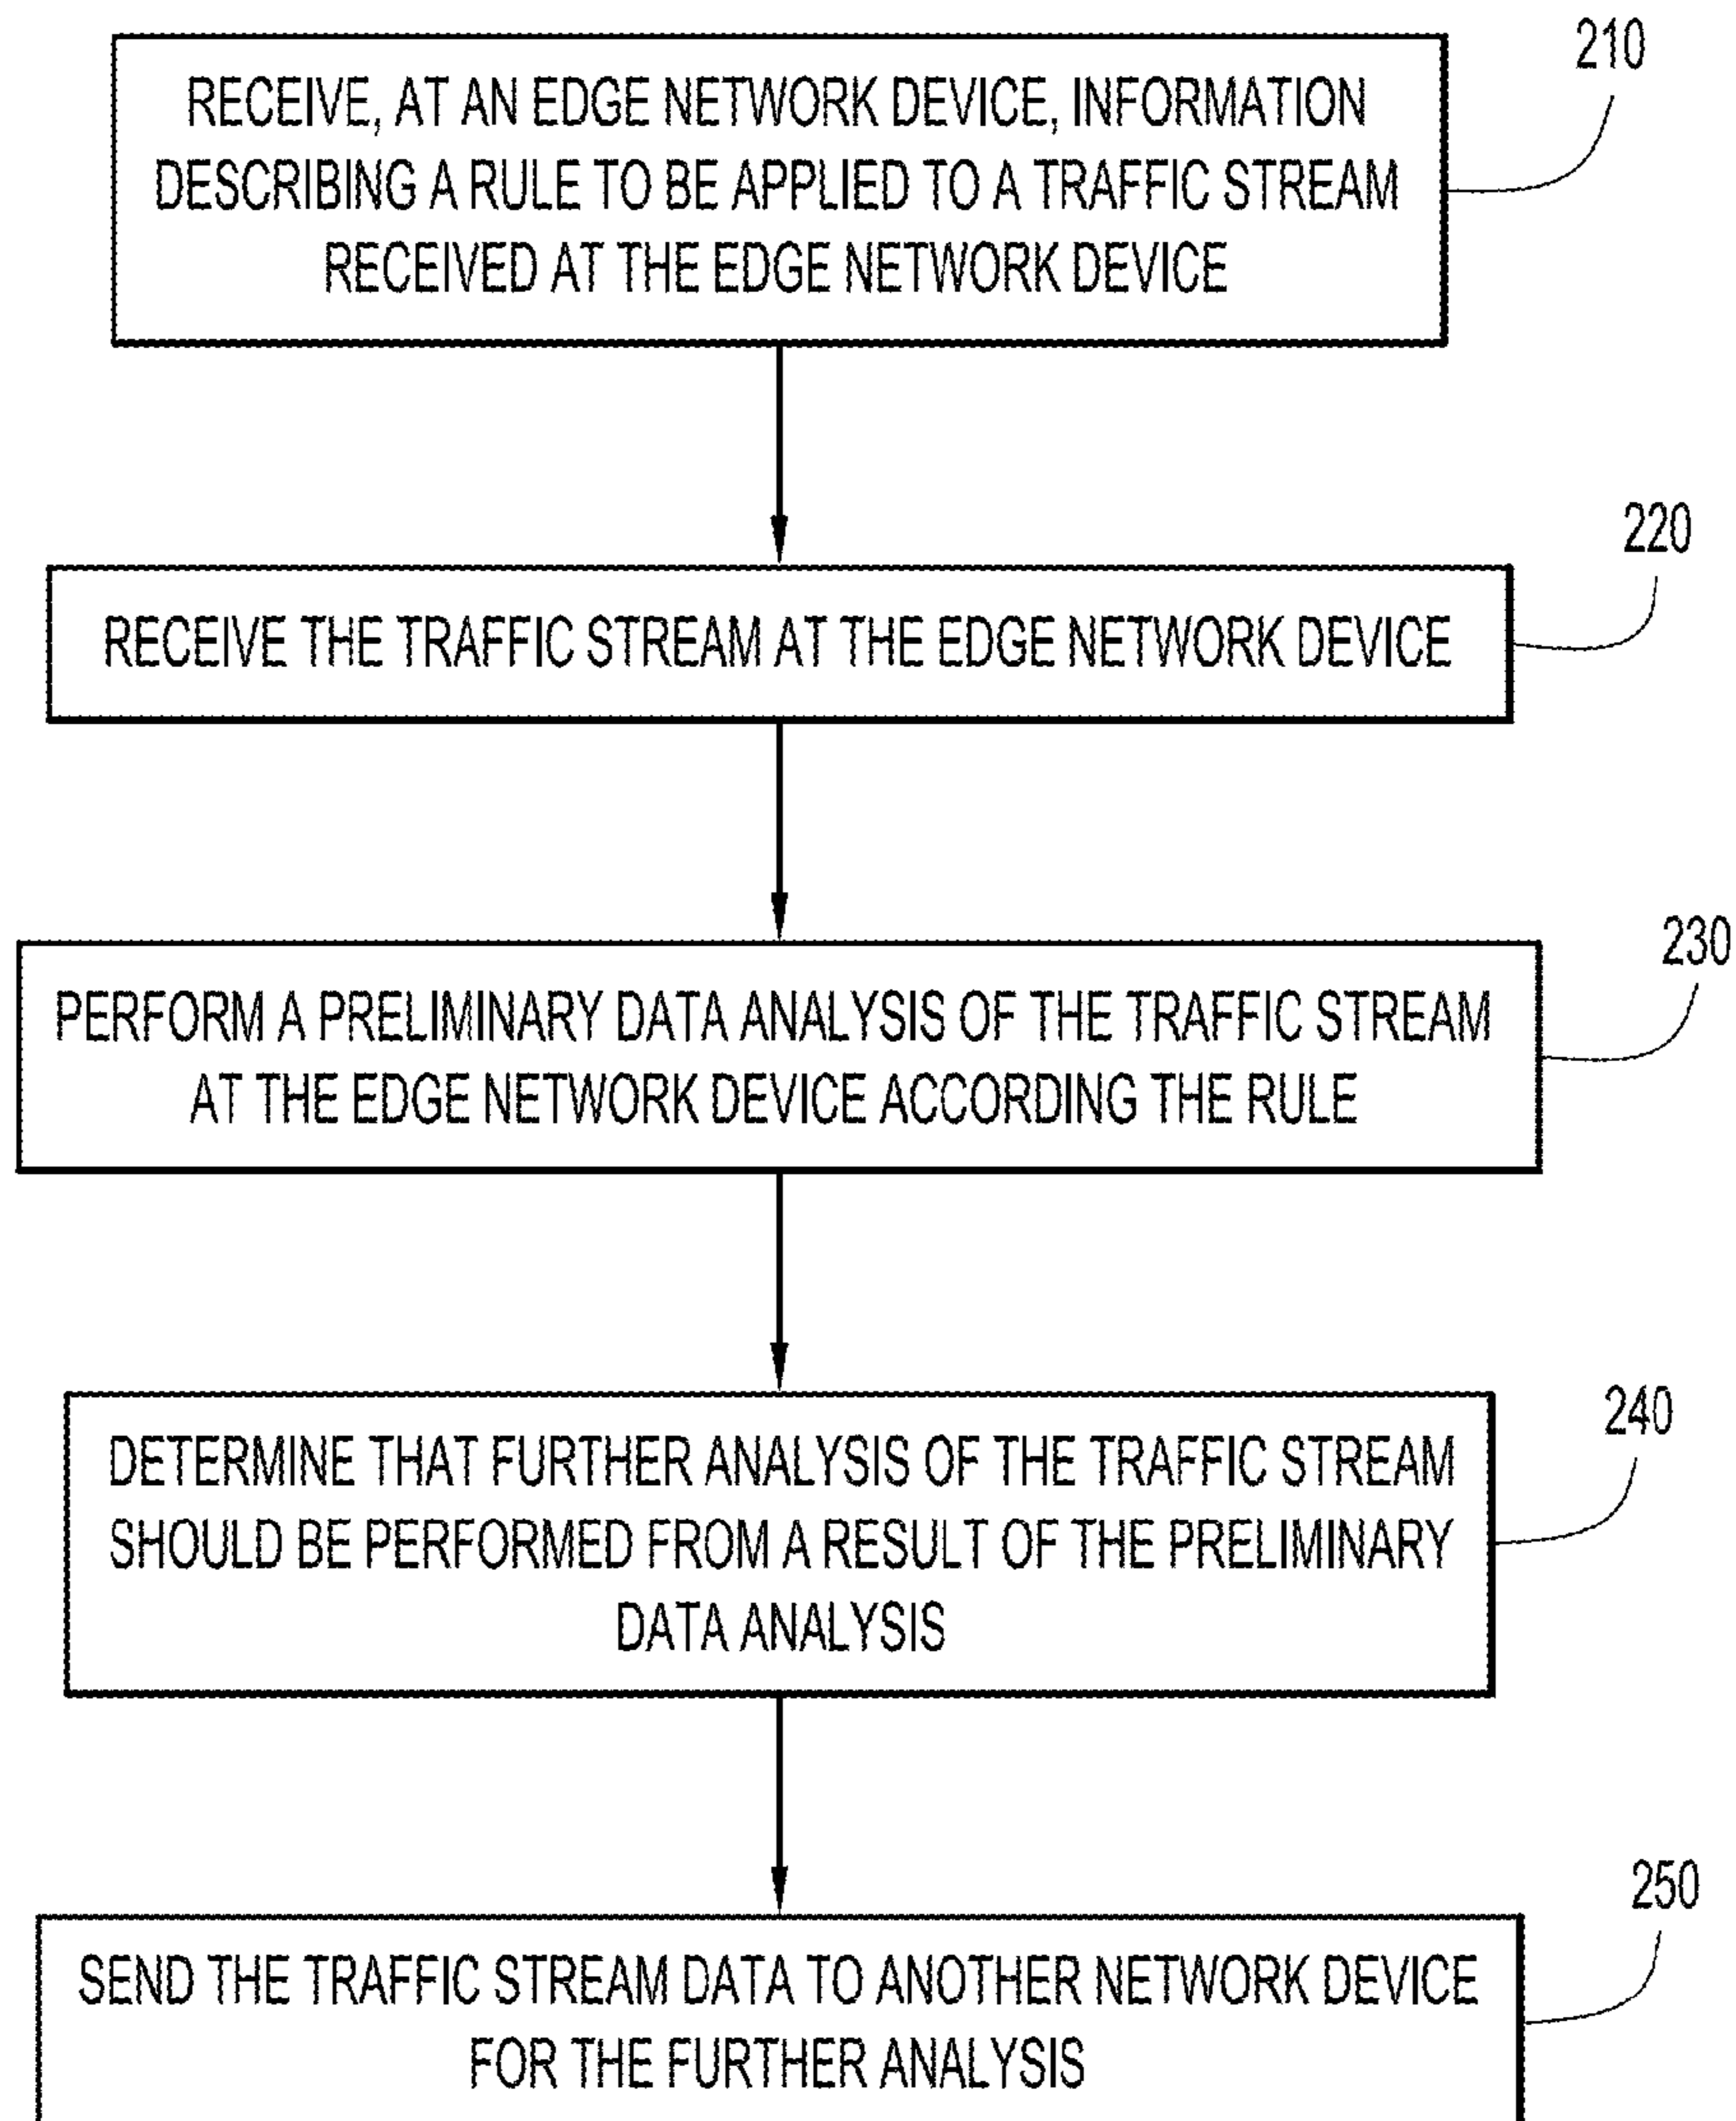 210
RECEIVE, AT AN EDGE NETWORK DEVICE, INFORMATION
DESCRIBING A RULE TO BE APPLIED TO A TRAFFIC STREAM
RECEIVED AT THE EDGE NETWORK DEVICE
220
RECEIVE THE TRAFFIC STREAM AT THE EDGE NETWORK DEVICE
230
PERFORM A PRELIMINARY DATA ANALYSIS OF THE TRAFFIC STREAM
AT THE EDGE NETWORK DEVICE ACCORDING THE RULE
240
DETERMINE THAT FURTHER ANALYSIS OF THE TRAFFIC STREAM
SHOULD BE PERFORMED FROM A RESULT OF THE PRELIMINARY
DATA ANALYSIS
250
SEND THE TRAFFIC STREAM DATA TO ANOTHER NETWORK DEVICE
FOR THE FURTHER ANALYSIS